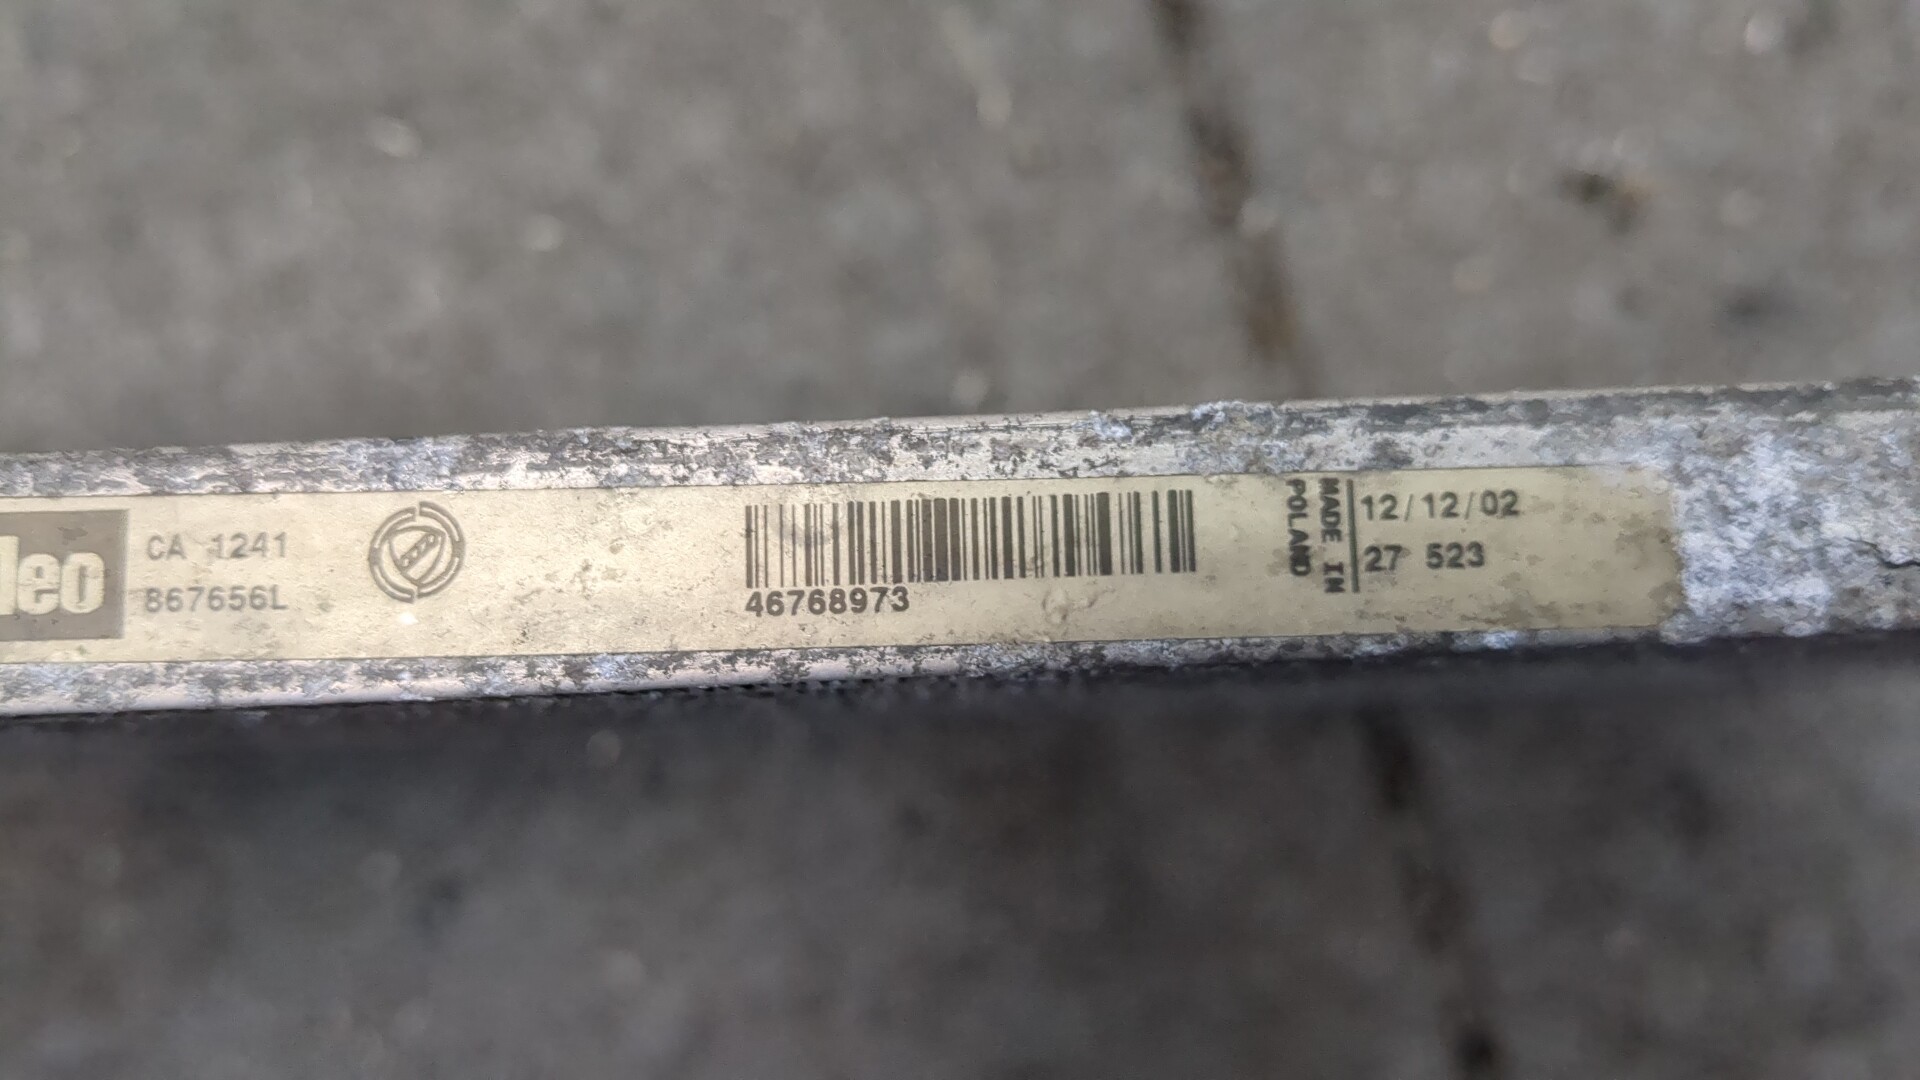 leo
CA 1241
867656L
46768973
MADE IN
POLAND
12/12/02
27 523